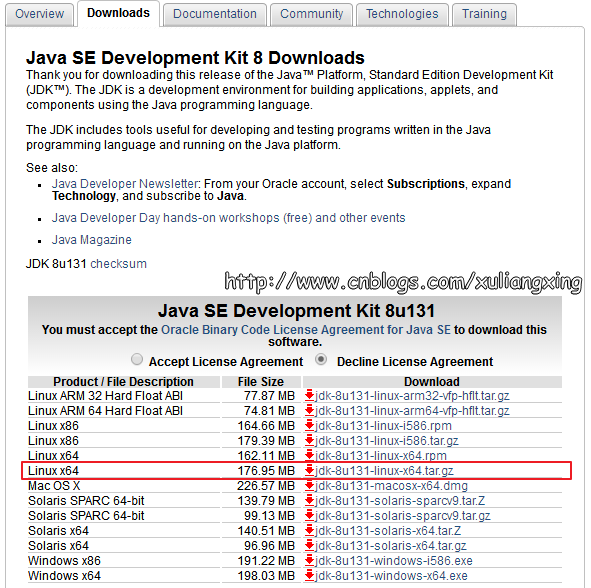 Overview Downloads Documentation Community Technologies Training
Java SE Development Kit 8 Downloads
Thank you for downloading this release of the Java™ Platform, Standard Edition Development Kit
(JDK™). The JDK is a development environment for building applications, applets, and
components using the Java programming language.
The JDK includes tools useful for developing and testing programs written in the Java
programming language and running on the Java platform.
See also:
Java Developer Newsletter: From your Oracle account, select Subscriptions, expand
Technology, and subscribe to Java.
Java Developer Day hands-on workshops (free) and other events
Java Magazine
JDK 8u131 checksum
http://www.cnblogs.com/xuliangxing
Java SE Development Kit 8u131
You must accept the Oracle Binary Code License Agreement for Java SE to download this
software.
Accept License Agreement Decline License Agreement
Product / File Description File Size Download
Linux ARM 32 Hard Float ABI 77.87 MB jdk-8u131-linux-arm32-vfp-hflt.tar.gz
Linux ARM 64 Hard Float ABI 74.81 MB jdk-8u131-linux-arm64-vfp-hflt.tar.gz
Linux x86 164.66 MB jdk-8u131-linux-i586.rpm
Linux x86 179.39 MB jdk-8u131-linux-i586.tar.gz
Linux x64 162.11 MB jdk-8u131-linux-x64.rpm
Linux x64 176.95 MB jdk-8u131-linux-x64.tar.gz
Mac OS X 226.57 MB jdk-8u131-macosx-x64.dmg
Solaris SPARC 64-bit 139.79 MB jdk-8u131-solaris-sparcv9.tar.Z
Solaris SPARC 64-bit 99.13 MB jdk-8u131-solaris-sparcv9.tar.gz
Solaris x64 140.51 MB jdk-8u131-solaris-x64.tar.Z
Solaris x64 96.96 MB jdk-8u131-solaris-x64.tar.gz
Windows x86 191.22 MB jdk-8u131-windows-i586.exe
Windows x64 198.03 MB jdk-8u131-windows-x64.exe